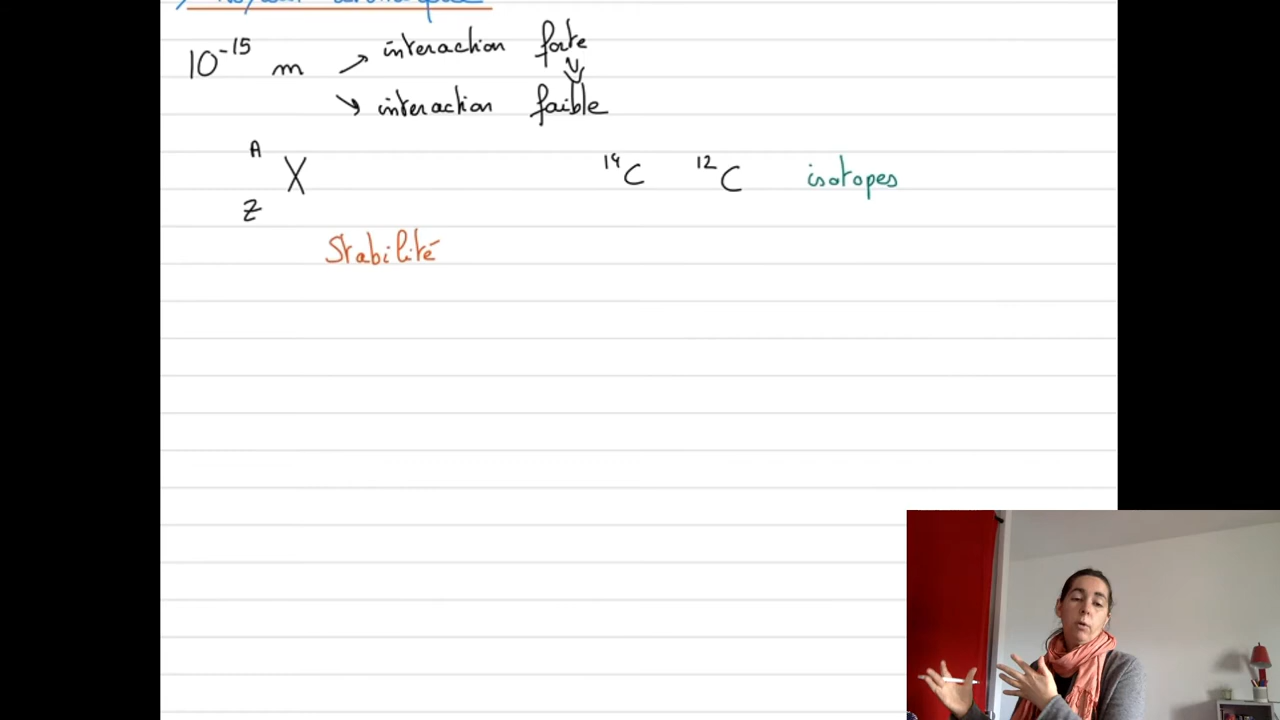 10⁻¹⁵ m → interaction forte
↘ interaction faible
A
X
Z
¹⁴C ¹²C isotopes
Stabilité